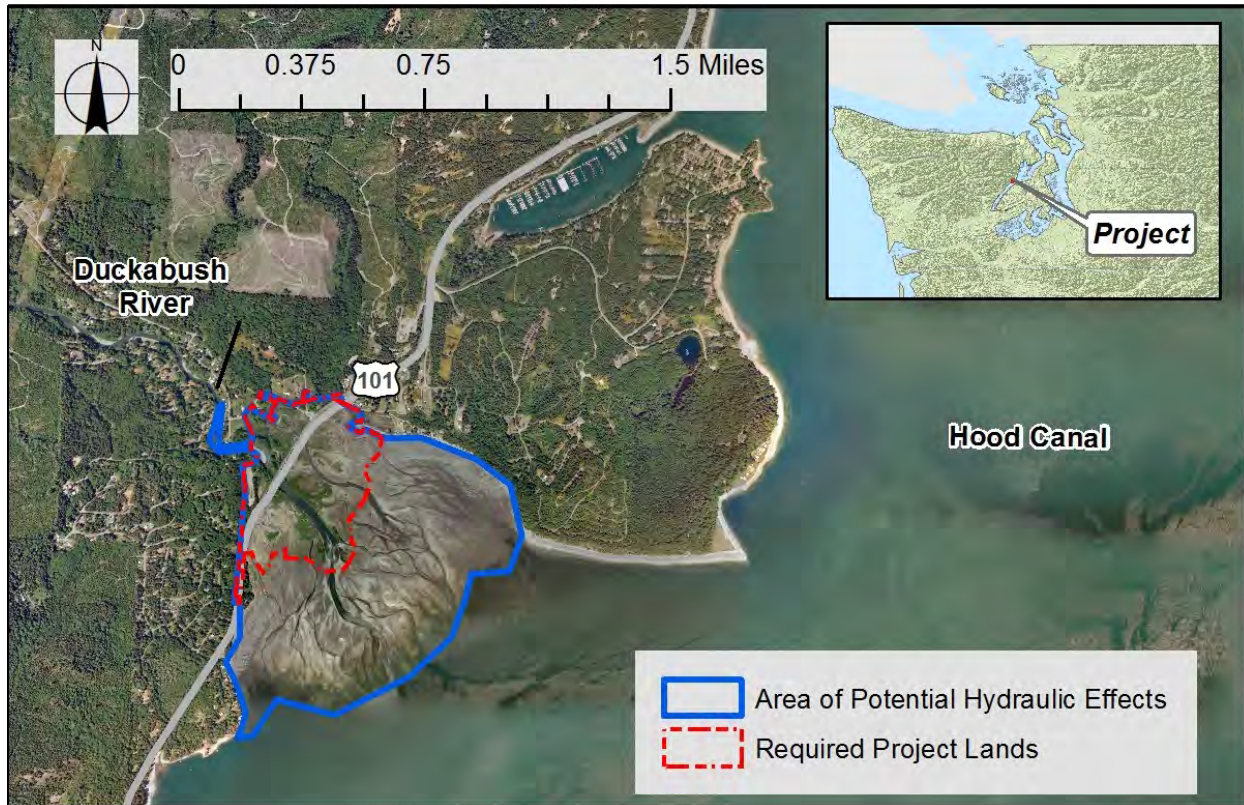 N
0 0.375 0.75 1.5 Miles
Project
Duckabush
River
101
Hood Canal
Area of Potential Hydraulic Effects
Required Project Lands